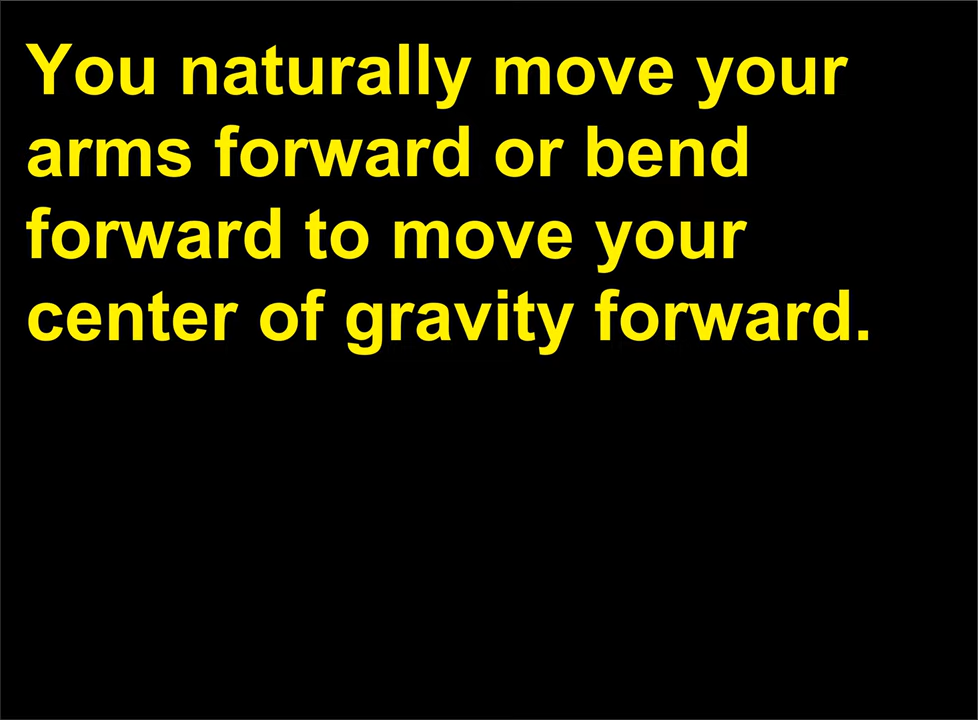 You naturally move your
arms forward or bend
forward to move your
center of gravity forward.